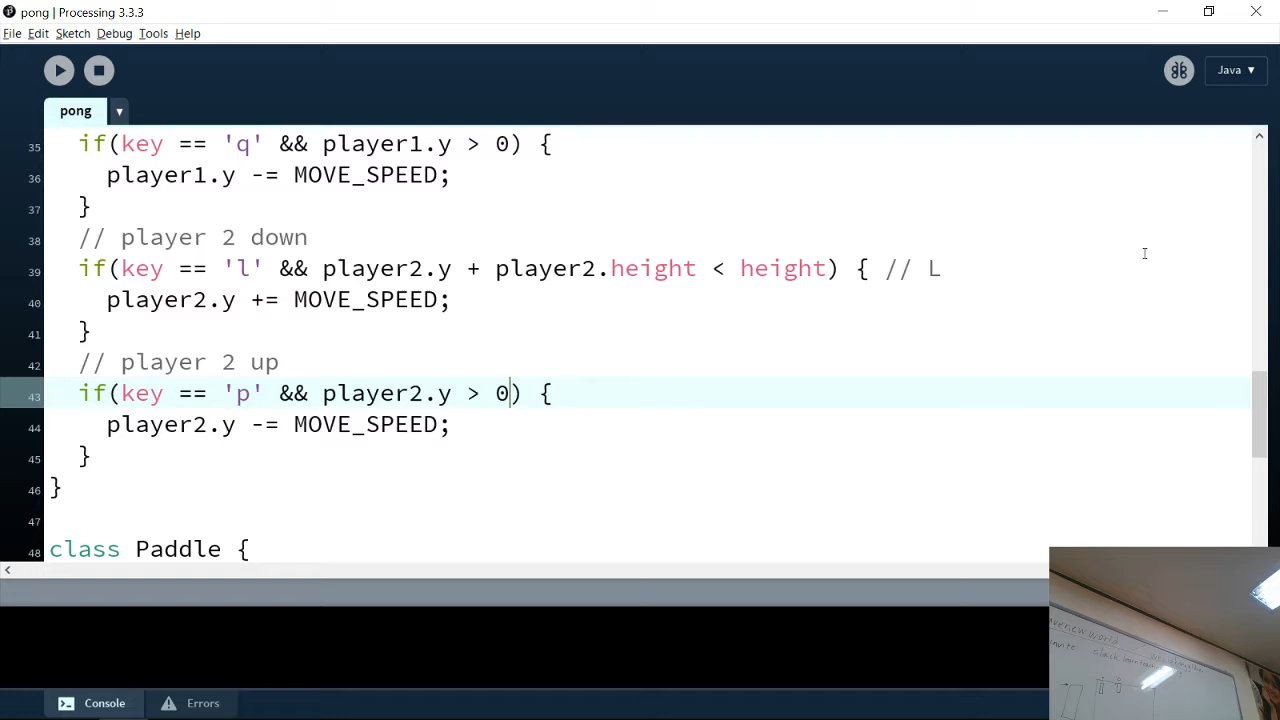 pong | Processing 3.3.3
File Edit Sketch Debug Tools Help
Java ▼
pong ▼
35 if(key == 'q' && player1.y > 0) {
36 player1.y -= MOVE_SPEED;
37 }
38 // player 2 down
39 if(key == 'l' && player2.y + player2.height < height) { // L
40 player2.y += MOVE_SPEED;
41 }
42 // player 2 up
43 if(key == 'p' && player2.y > 0) {
44 player2.y -= MOVE_SPEED;
45 }
46 }
47
48 class Paddle {
new world
slack
Console Errors